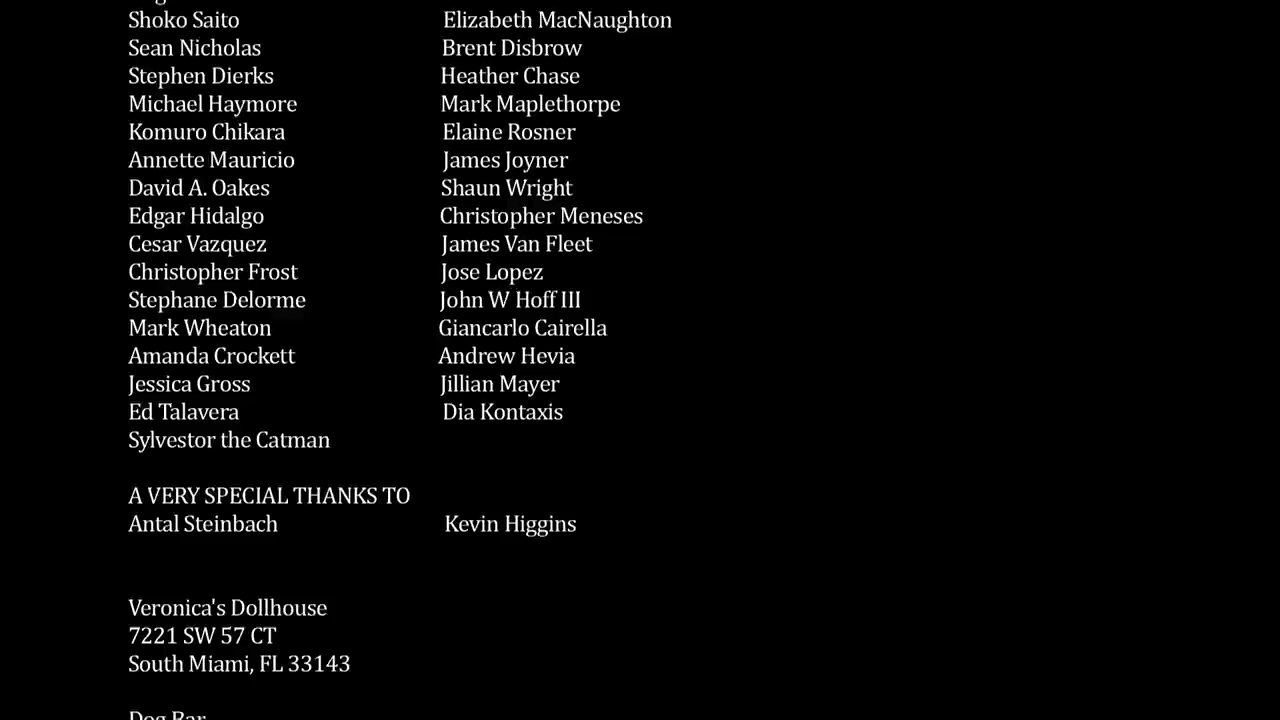 Shoko Saito Elizabeth MacNaughton
Sean Nicholas Brent Disbrow
Stephen Dierks Heather Chase
Michael Haymore Mark Maplethorpe
Komuro Chikara Elaine Rosner
Annette Mauricio James Joyner
David A. Oakes Shaun Wright
Edgar Hidalgo Christopher Meneses
Cesar Vazquez James Van Fleet
Christopher Frost Jose Lopez
Stephane Delorme John W Hoff III
Mark Wheaton Giancarlo Cairella
Amanda Crockett Andrew Hevia
Jessica Gross Jillian Mayer
Ed Talavera Dia Kontaxis
Sylvestor the Catman
A VERY SPECIAL THANKS TO
Antal Steinbach Kevin Higgins
Veronica's Dollhouse
7221 SW 57 CT
South Miami, FL 33143
Dog Bar